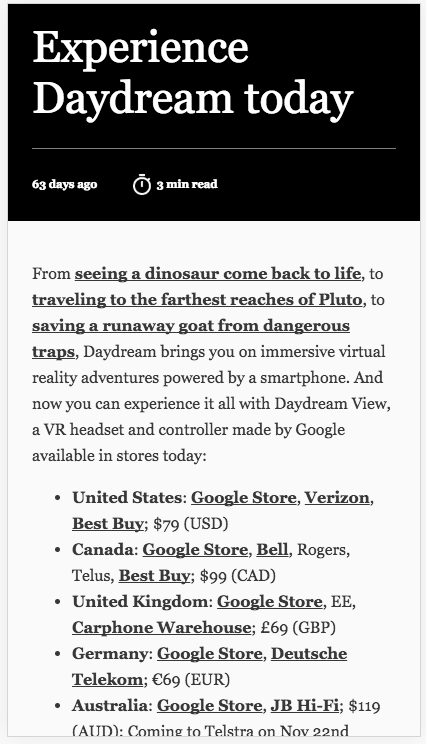 Experience
Daydream today
63 days ago 3 min read
From seeing a dinosaur come back to life, to
traveling to the farthest reaches of Pluto, to
saving a runaway goat from dangerous
traps, Daydream brings you on immersive virtual
reality adventures powered by a smartphone. And
now you can experience it all with Daydream View,
a VR headset and controller made by Google
available in stores today:
• United States: Google Store, Verizon,
Best Buy; $79 (USD)
• Canada: Google Store, Bell, Rogers,
Telus, Best Buy; $99 (CAD)
• United Kingdom: Google Store, EE,
Carphone Warehouse; £69 (GBP)
• Germany: Google Store, Deutsche
Telekom; €69 (EUR)
• Australia: Google Store, JB Hi-Fi; $119
(AUD); Coming to Telstra on Nov 22nd